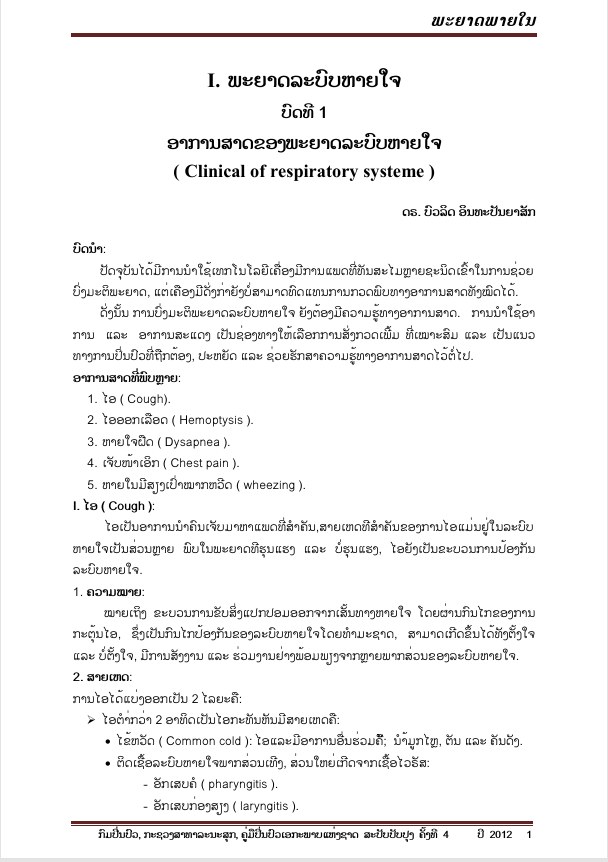 ພະຍາດພາຍໃນ
I. ພະຍາດລະບົບຫາຍໃຈ
ບົດທີ 1
ອາການສາດຂອງພະຍາດລະບົບຫາຍໃຈ
( Clinical of respiratory systeme )
ດຣ. ບົວລິດ ອິນທະປັນຍາສັກ
ບົດນຳ:
ປັດຈຸບັນໄດ້ມີການນຳໃຊ້ເທກໂນໂລຍີເຄື່ອງມືການແພດທີ່ທັນສະໄມຫຼາຍຊະນິດເຂົ້າໃນການຊ່ວຍ
ບົ່ງມະຕິພະຍາດ, ແຕ່ເຄືອງມືດັ່ງກ່າຍັງບໍ່ສາມາດທົດແທນການກວດພົບທາງອາການສາດທັງໝົດໄດ້.
ດັ່ງນັ້ນ ການບົ່ງມະຕິພະຍາດລະບົບຫາຍໃຈ ຍັງຕ້ອງມີຄວາມຮູ້ທາງອາການສາດ. ການນຳໃຊ້ອາ
ການ ແລະ ອາການສະແດງ ເປັນຊ່ອງທາງໃຫ້ເລືອກການສັ່ງກວດເພີ້ມ ທີ່ເໝາະສົມ ແລະ ເປັນແນວ
ທາງການປິ່ນປົວທີ່ຖືກຕ້ອງ, ປະຫຍັດ ແລະ ຊ່ວຍຮັກສາຄວາມຮູ້ທາງອາການສາດໄວ້ຕໍ່ໄປ.
ອາການສາດທີ່ພົບຫຼາຍ:
1. ໄອ ( Cough).
2. ໄອອອກເລືອດ ( Hemoptysis ).
3. ຫາຍໃຈຝືດ ( Dysapnea ).
4. ເຈັບໜ້າເອິກ ( Chest pain ).
5. ຫາຍໃນມີສຽງເປົ່າໝາກຫວີດ ( wheezing ).
I. ໄອ ( Cough ):
ໄອເປັນອາການນຳຄົນເຈັບມາຫາແພດທີ່ສຳຄັນ,ສາຍເຫດທີສຳຄັນຂອງການໄອແມ່ນຢູ່ໃນລະບົບ
ຫາຍໃຈເປັນສ່ວນຫຼາຍ ພົບໃນພະຍາດທີຮຸນແຮງ ແລະ ບໍ່ຮຸນແຮງ, ໄອຍັງເປັນຂະບວນການປ້ອງກັນ
ລະບົບຫາຍໃຈ.
1. ຄວາມໝາຍ:
ໝາຍເຖິງ ຂະບວນການຂັບສິ່ງແປກປອມອອກຈາກເສັ້ນທາງຫາຍໃຈ ໂດຍຜ່ານກົນໄກຂອງການ
ກະຕຸ້ນໄອ, ຊຶ່ງເປັນກົນໄກປ້ອງກັນຂອງລະບົບຫາຍໃຈໂດຍທຳມະຊາດ, ສາມາດເກີດຂຶ້ນໄດ້ທັງຕັ້ງໃຈ
ແລະ ບໍ່ຕັ້ງໃຈ, ມີການສັງງານ ແລະ ຮ່ວມງານຢ່າງພ້ອມພຽງຈາກຫຼາຍພາກສ່ວນຂອງລະບົບຫາຍໃຈ.
2. ສາຍເຫດ:
ການໄອໄດ້ແບ່ງອອກເປັນ 2 ໄລຍະຄື:
➢ ໄອຕໍ່າກວ່າ 2 ອາທິດເປັນໄອກະທັນຫັນມີສາຍເຫດຄື:
• ໄຂ້ຫວັດ ( Common cold ): ໄອແລະມີອາການອື່ນຮ່ວມຄື; ນໍ້າມູກໄຫຼ, ຕັນ ແລະ ຄັນດັງ.
• ຕິດເຊື້ອລະບົບຫາຍໃຈພາກສ່ວນເທິງ, ສ່ວນໃຫຍ່ເກີດຈາກເຊື້ອໄວຣັສ:
- ອັກເສບຄໍ ( pharyngitis ).
- ອັກເສບກ່ອງສຽງ ( laryngitis ).
ກົມປິ່ນປົວ, ກະຊວງສາທາລະນະສຸກ, ຄູ່ມືປິ່ນປົວເອກະພາບແຫ່ງຊາດ ສະບັບປັບປຸງ ຄັ້ງທີ 4 ປີ 2012 1